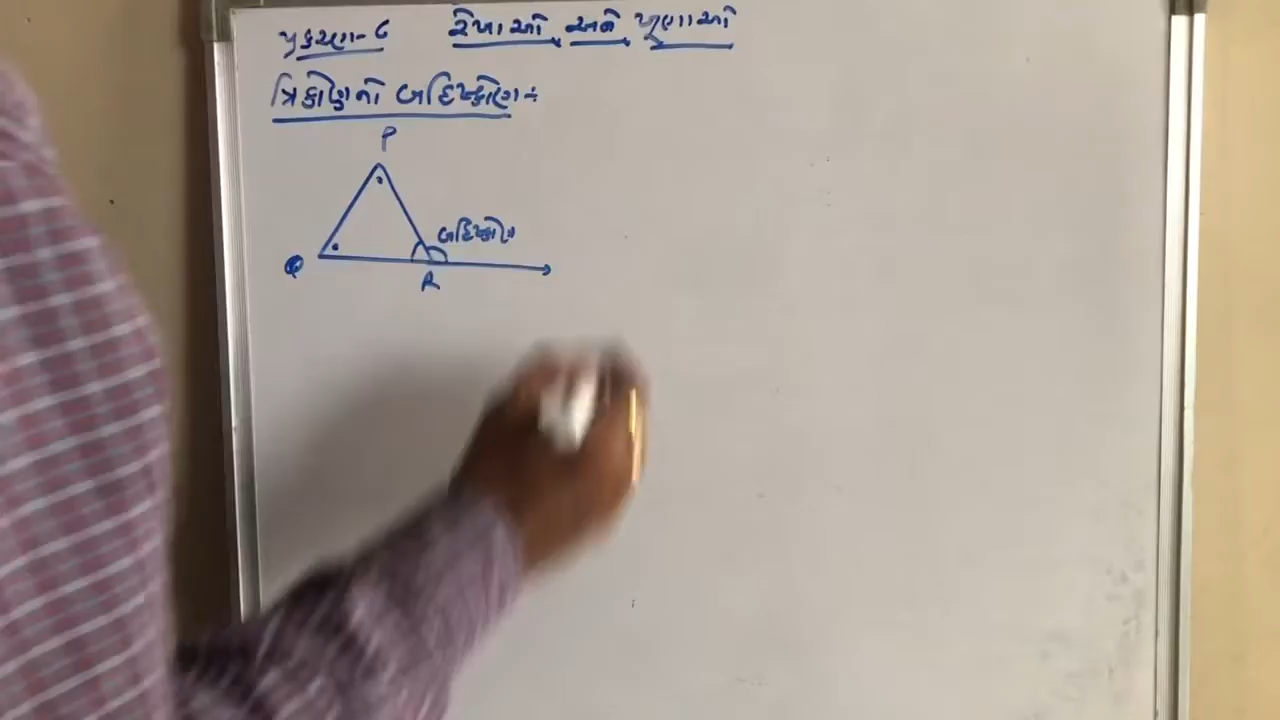 પ્રકરણ-૬ રેખાઓ અને ખૂણાઓ
ત્રિકોણનો બહિષ્કોણ :-
P
બહિષ્કોણ
Q
R